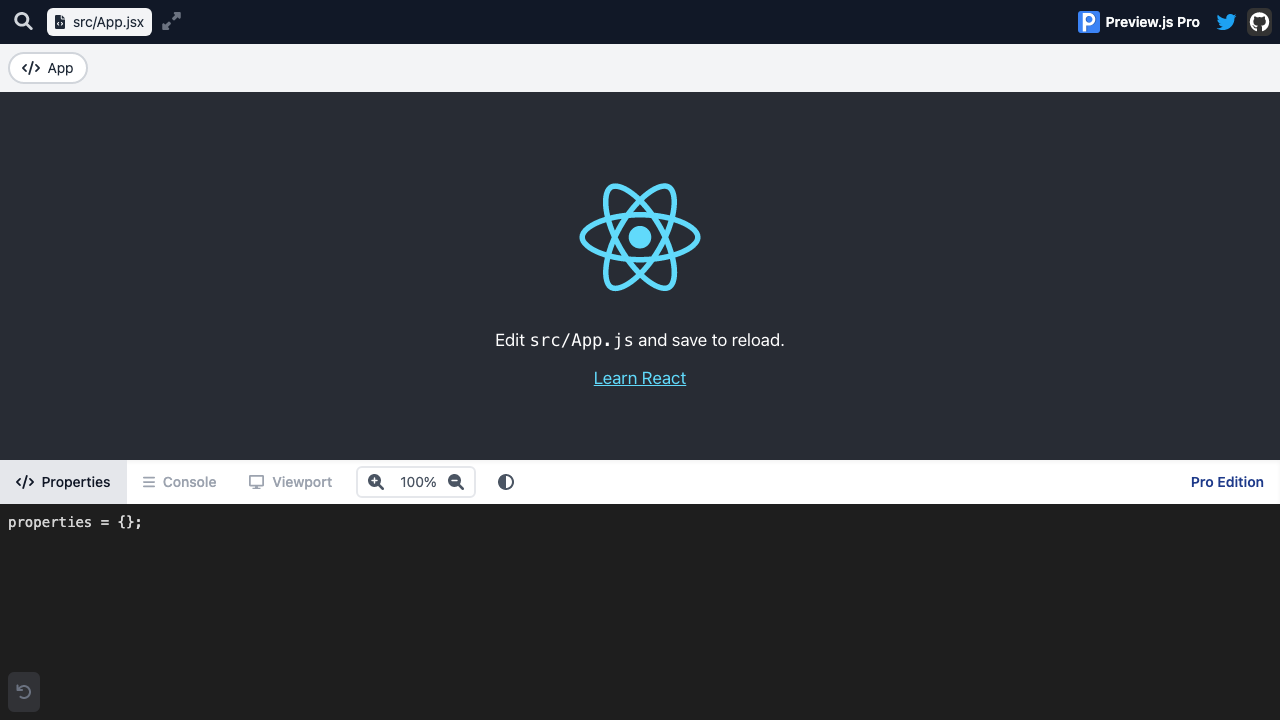 src/App.jsx
Preview.js Pro
App
Edit src/App.js and save to reload.
Learn React
Properties
Console
Viewport
100%
Pro Edition
properties = {};